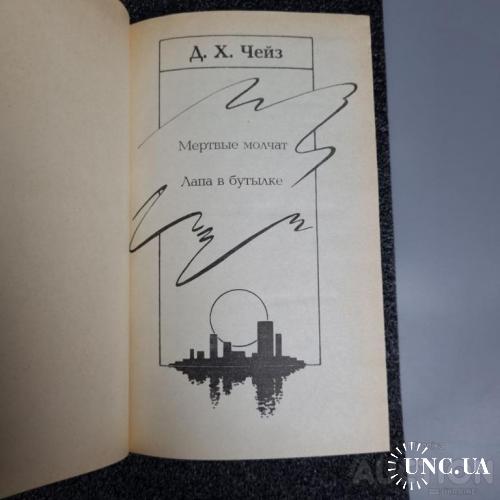 Д. Х. Чейз
Мертвые молчат
Лапа в бутылке
UNC.UA